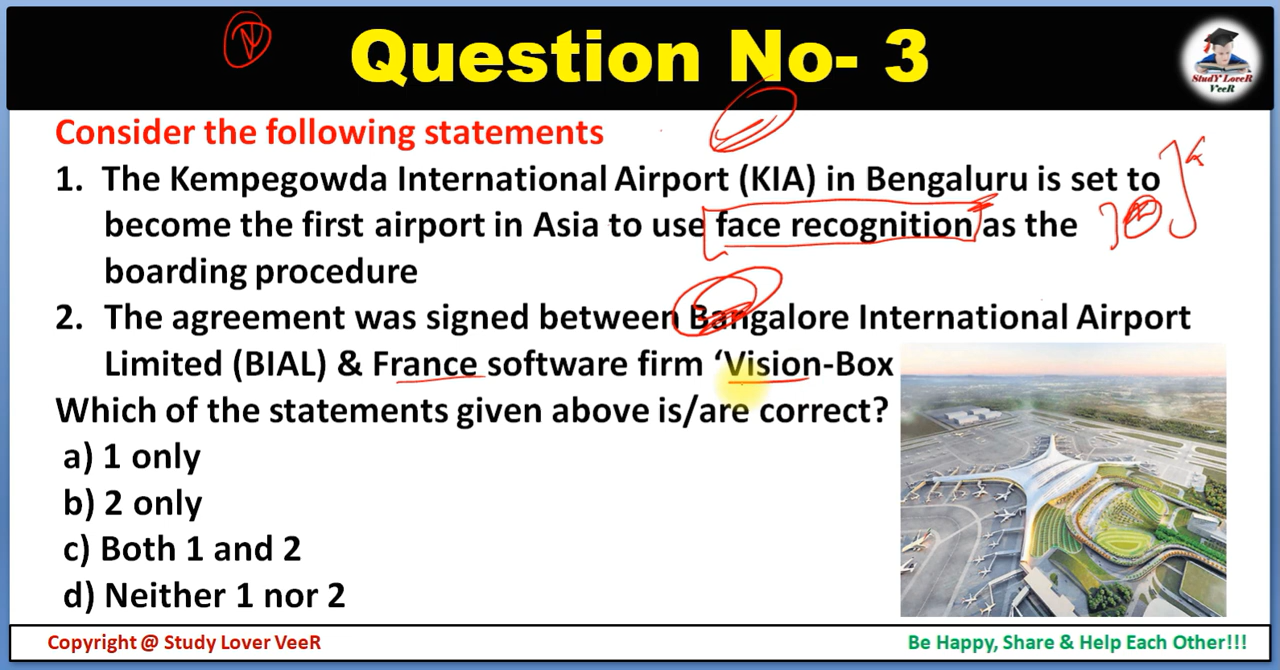 Question No- 3
StudY LoveR
VeeR
Consider the following statements
1. The Kempegowda International Airport (KIA) in Bengaluru is set to
become the first airport in Asia to use face recognition as the
boarding procedure
2. The agreement was signed between Bangalore International Airport
Limited (BIAL) & France software firm ‘Vision-Box
Which of the statements given above is/are correct?
a) 1 only
b) 2 only
c) Both 1 and 2
d) Neither 1 nor 2
Copyright @ Study Lover VeeR
Be Happy, Share & Help Each Other!!!